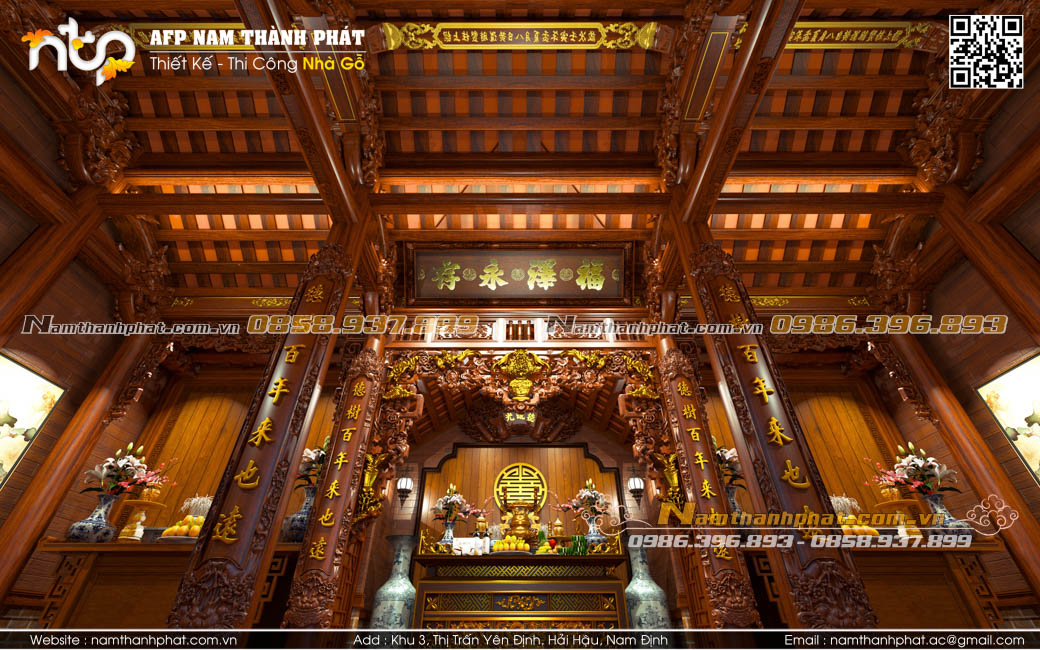 ntp
AFP NAM THÀNH PHÁT
Thiết Kế - Thi Công Nhà Gỗ
福澤永存
Namthanhphat.com.vn 0858.937.899
Namthanhphat.com.vn 0986.396.893
百年來也遠
德樹百年來也遠
德樹百年來
樹百年來也
Namthanhphat.com.vn
0986.396.893 - 0858.937.899
Website : namthanhphat.com.vn
Add : Khu 3, Thị Trấn Yên Định. Hải Hậu, Nam Định
Email : namthanhphat.ac@gmail.com